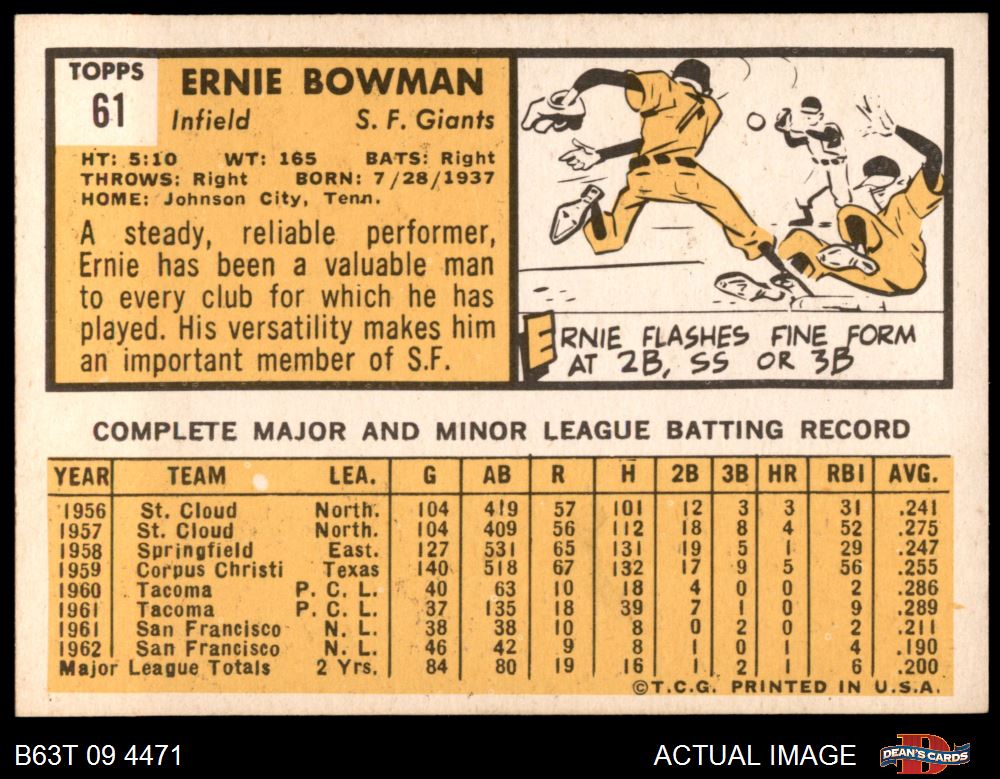 TOPPS
61
ERNIE BOWMAN
Infield S. F. Giants
HT: 5:10 WT: 165 BATS: Right
THROWS: Right BORN: 7/28/1937
HOME: Johnson City, Tenn.
A steady, reliable performer,
Ernie has been a valuable man
to every club for which he has
played. His versatility makes him
an important member of S.F.
ERNIE FLASHES FINE FORM
AT 2B, SS OR 3B
COMPLETE MAJOR AND MINOR LEAGUE BATTING RECORD
YEAR TEAM LEA. G AB R H 2B 3B HR RBI AVG.
1956 St. Cloud North. 104 419 57 101 12 3 3 31 .241
1957 St. Cloud North. 104 409 56 112 18 8 4 52 .275
1958 Springfield East. 127 531 65 131 19 5 1 29 .247
1959 Corpus Christi Texas 140 518 67 132 17 9 5 56 .255
1960 Tacoma P. C. L. 40 63 10 18 4 0 0 2 .286
1961 Tacoma P. C. L. 37 135 18 39 7 1 0 9 .289
1961 San Francisco N. L. 38 38 10 8 0 2 0 2 .211
1962 San Francisco N. L. 46 42 9 8 1 0 1 4 .190
Major League Totals 2 Yrs. 84 80 19 16 1 2 1 6 .200
©T.C.G. PRINTED IN U.S.A.
B63T 09 4471 ACTUAL IMAGE DEAN'S CARDS